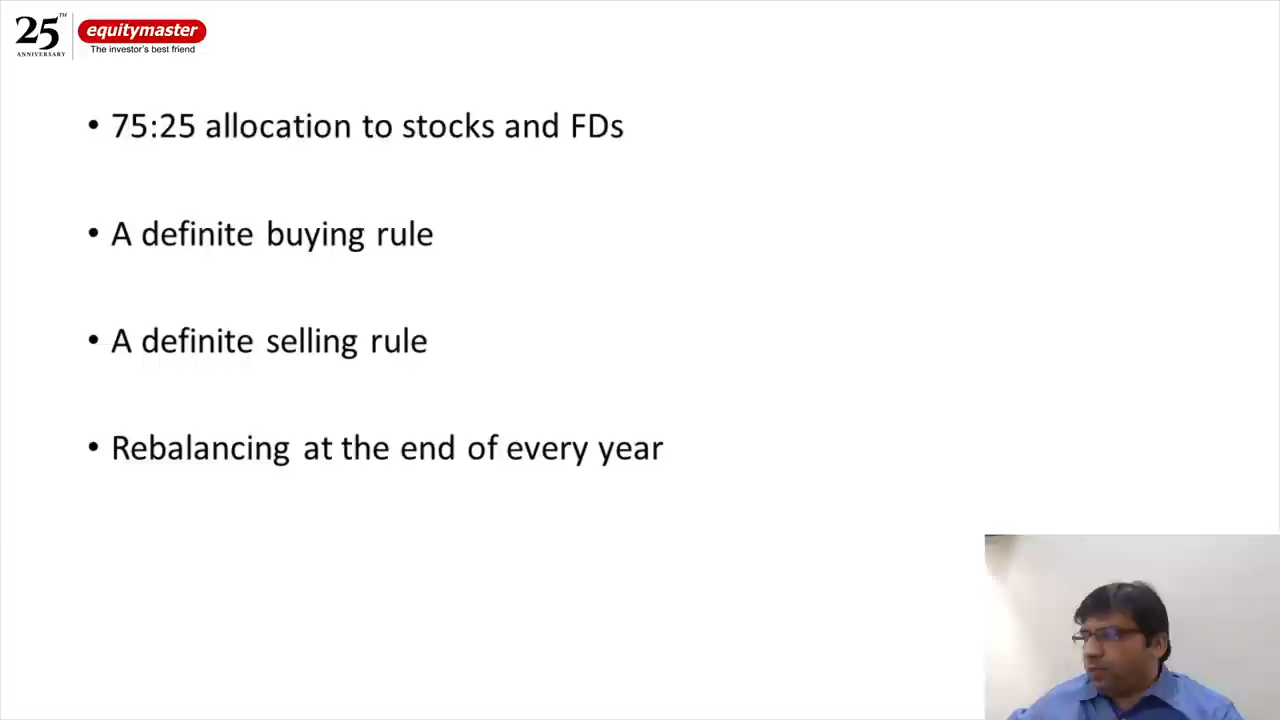 25TH
ANNIVERSARY
equitymaster
The investor's best friend
• 75:25 allocation to stocks and FDs
• A definite buying rule
• A definite selling rule
• Rebalancing at the end of every year